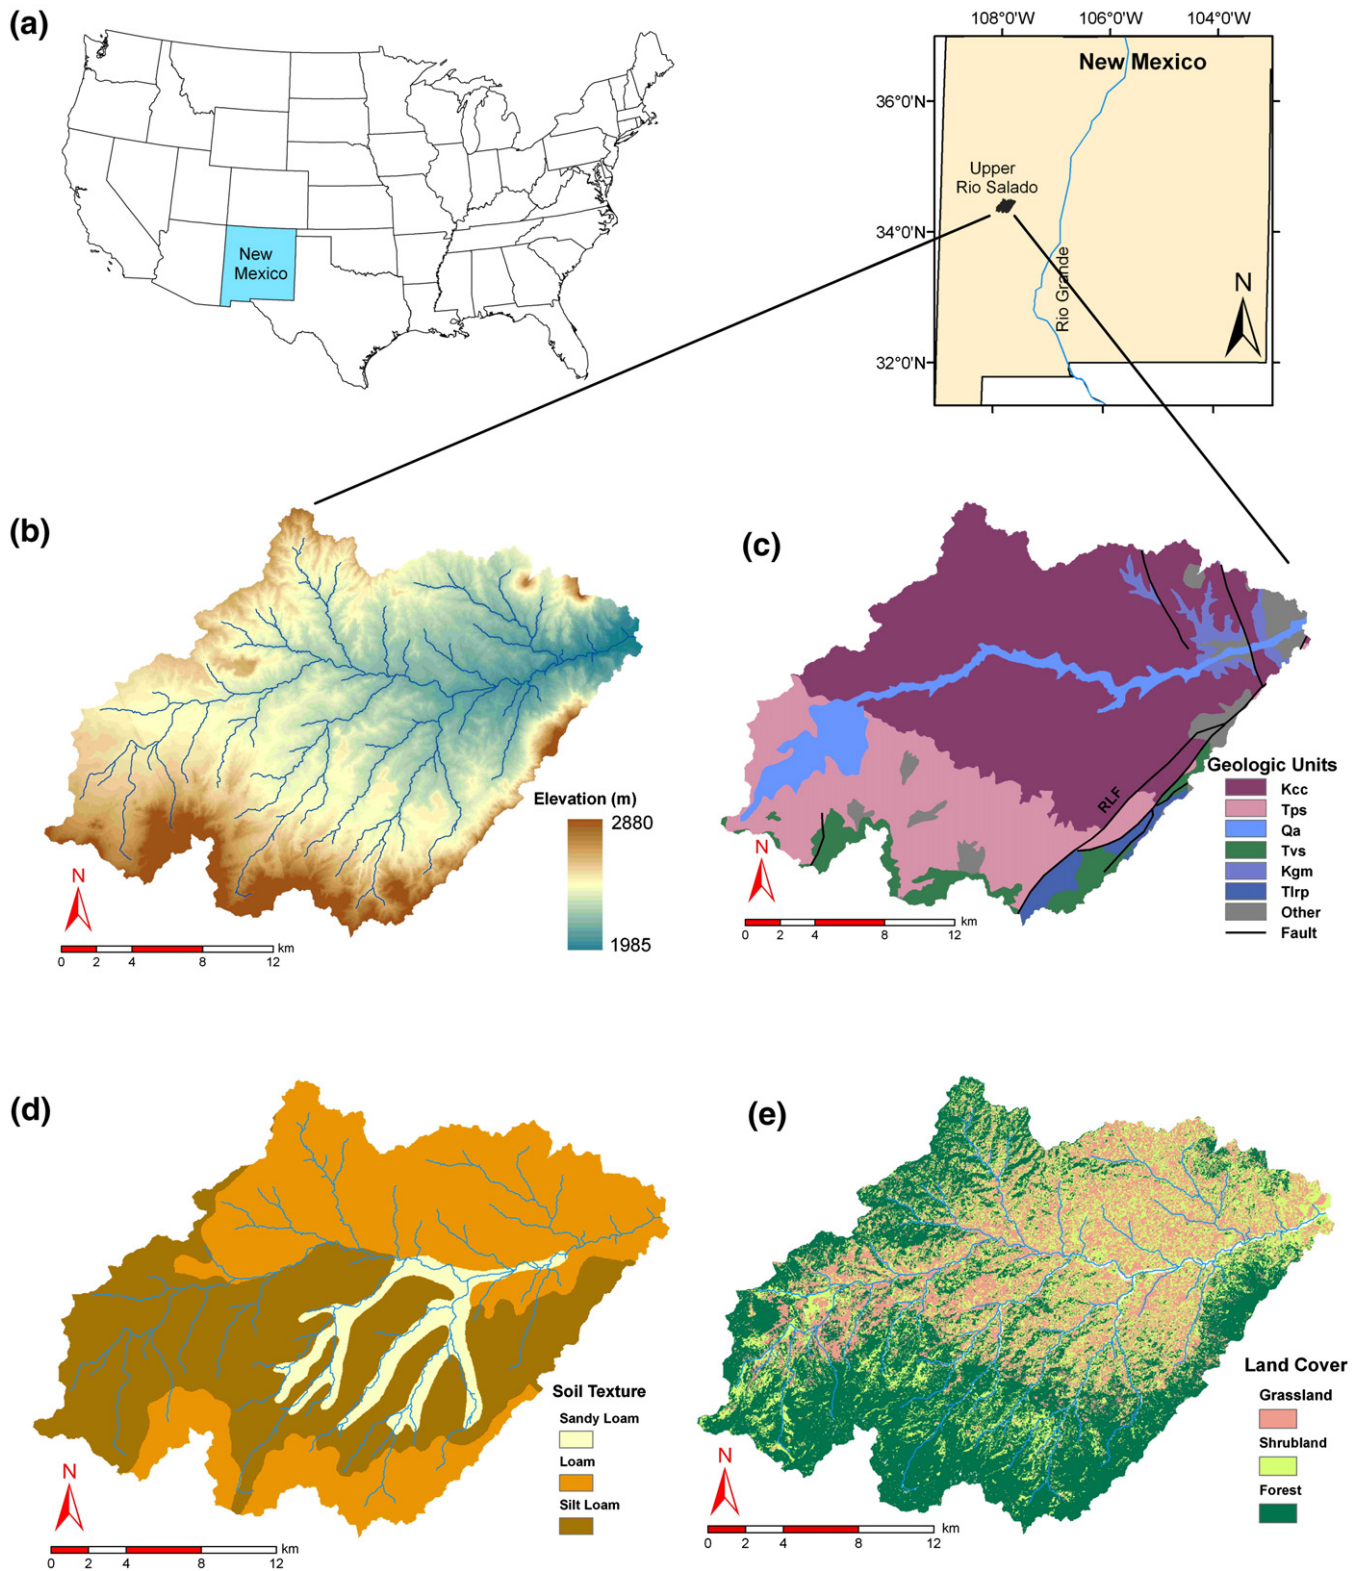 (a)
New
Mexico
108°0'W 106°0'W 104°0'W
New Mexico
36°0'N
Upper
Rio Salado
34°0'N
Rio Grande
N
32°0'N
(b)
Elevation (m)
2880
1985
N
km
0 2 4 8 12
(c)
RLF
Geologic Units
Kcc
Tps
Qa
Tvs
Kgm
Tlrp
Other
Fault
N
km
0 2 4 8 12
(d)
Soil Texture
Sandy Loam
Loam
Silt Loam
N
km
0 2 4 8 12
(e)
Land Cover
Grassland
Shrubland
Forest
N
km
0 2 4 8 12